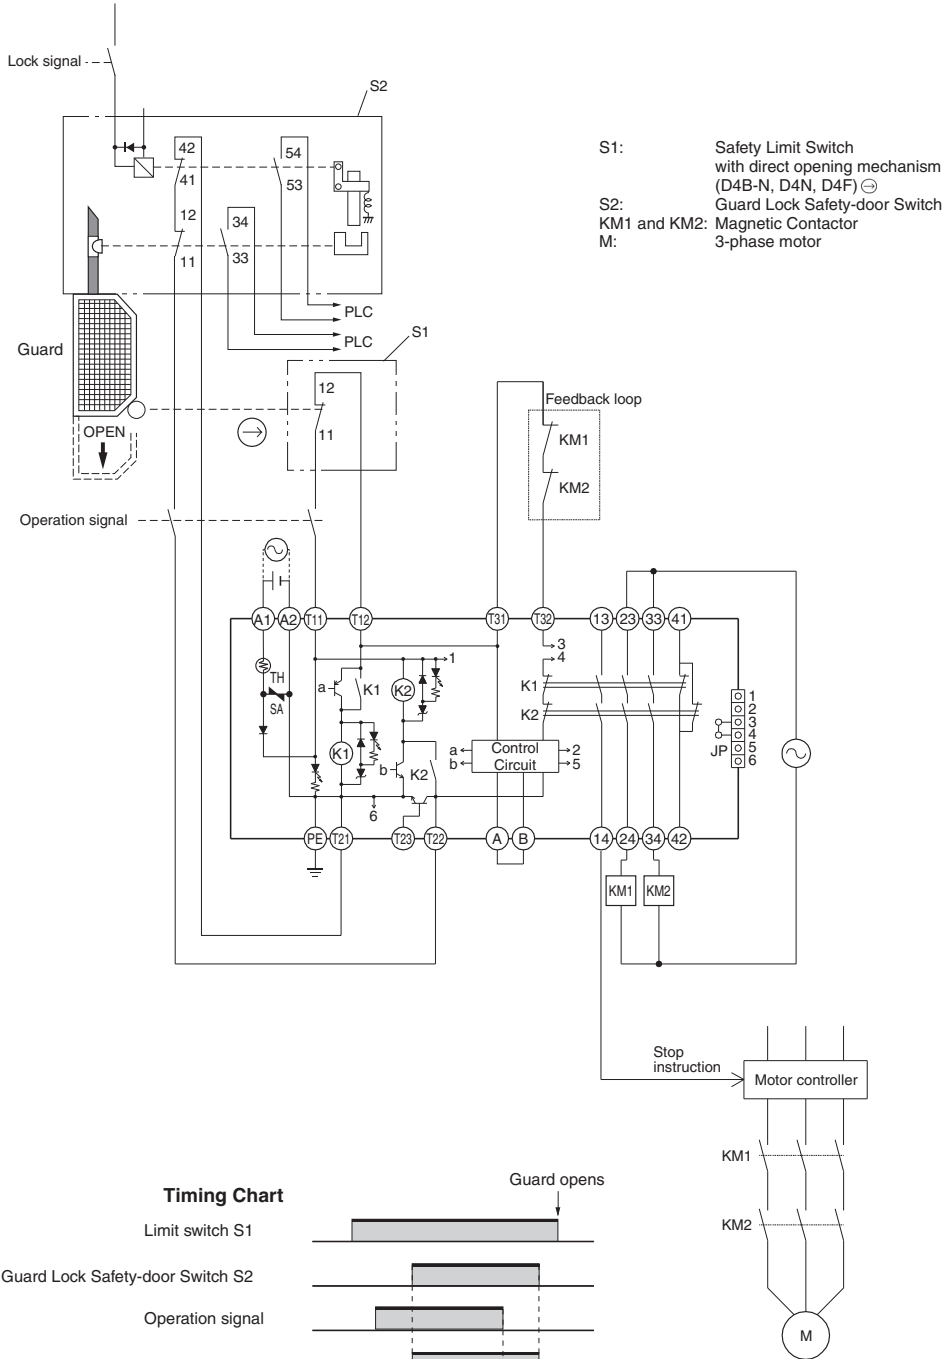 Lock signal
S2
42
54
41
53
12
34
11
33
PLC
PLC
Guard
OPEN
S1
12
11
S1: Safety Limit Switch
with direct opening mechanism
(D4B-N, D4N, D4F)
S2: Guard Lock Safety-door Switch
KM1 and KM2: Magnetic Contactor
M: 3-phase motor
Feedback loop
KM1
KM2
Operation signal
A1 A2 T11 T12 T31 T32 13 23 33 41
TH
SA
a
K1
K2
1
3
4
K1
K2
K1
b
K2
6
a
b
Control
Circuit
2
5
JP
1
2
3
4
5
6
PE T21 T23 T22 A B 14 24 34 42
KM1 KM2
Stop
instruction
Motor controller
KM1
KM2
M
Timing Chart
Guard opens
Limit switch S1
Guard Lock Safety-door Switch S2
Operation signal